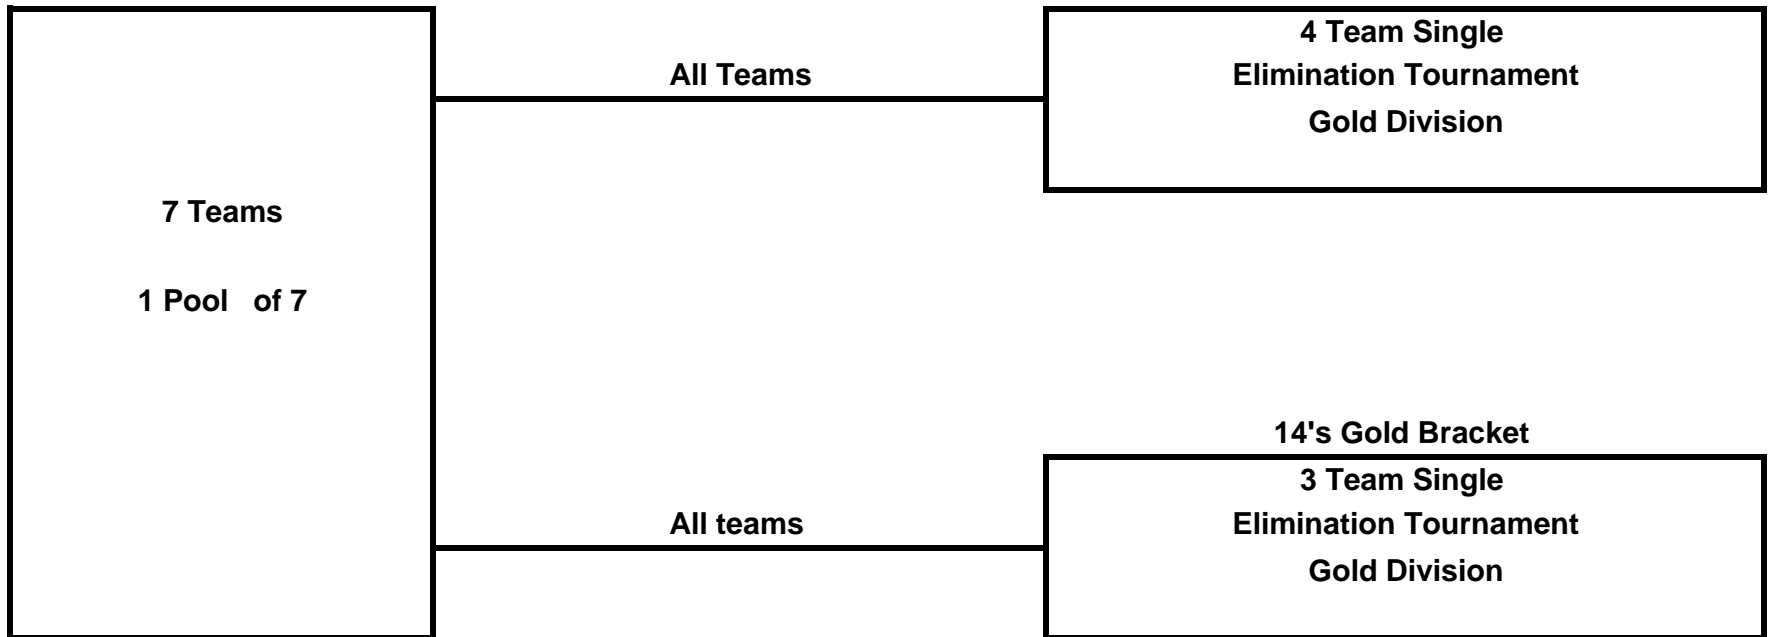 7 Teams
1 Pool of 7
All Teams
4 Team Single
Elimination Tournament
Gold Division
14's Gold Bracket
All teams
3 Team Single
Elimination Tournament
Gold Division